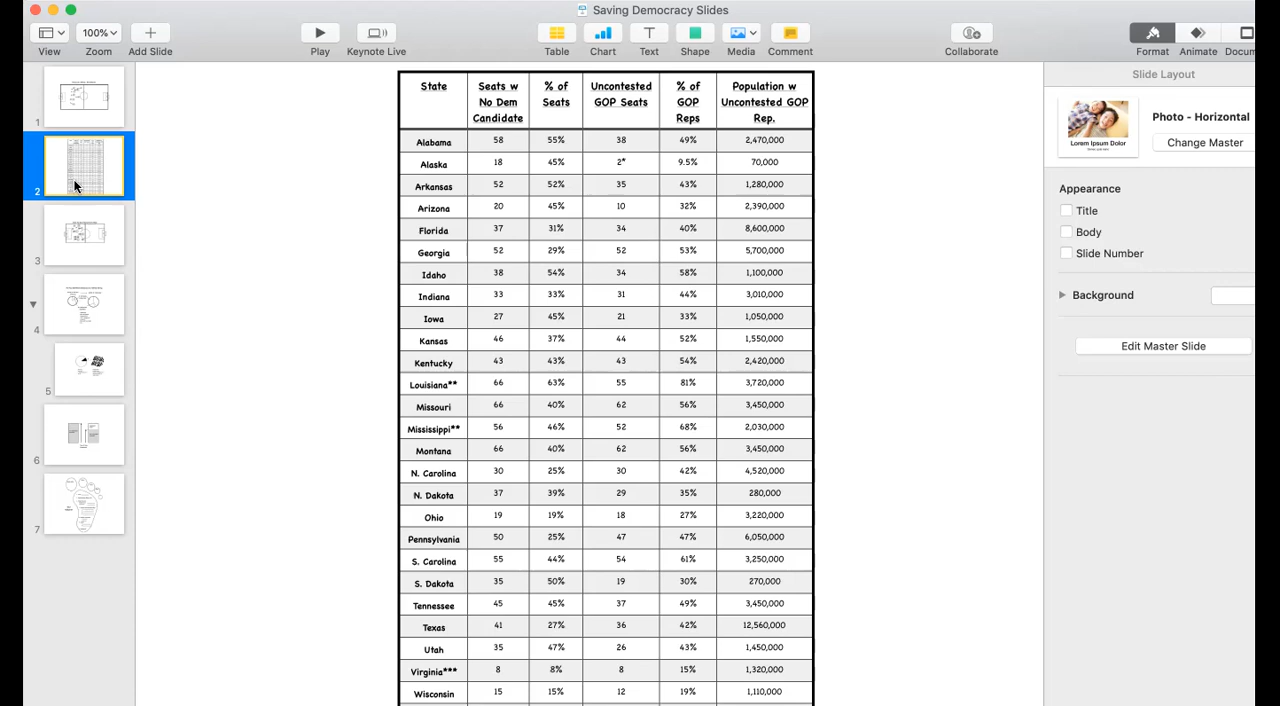 Saving Democracy Slides
View
100%
Zoom
Add Slide
Play
Keynote Live
Table
Chart
Text
Shape
Media
Comment
Collaborate
Format
Animate
Docum
Slide Layout
Lorem Ipsum Dolor
Photo - Horizontal
Change Master
Appearance
Title
Body
Slide Number
Background
Edit Master Slide
1
2
3
4
5
6
7
State Seats w No Dem Candidate % of Seats Uncontested GOP Seats % of GOP Reps Population w Uncontested GOP Rep.
Alabama 58 55% 38 49% 2,470,000
Alaska 18 45% 2* 9.5% 70,000
Arkansas 52 52% 35 43% 1,280,000
Arizona 20 45% 10 32% 2,390,000
Florida 37 31% 34 40% 8,600,000
Georgia 52 29% 52 53% 5,700,000
Idaho 38 54% 34 58% 1,100,000
Indiana 33 33% 31 44% 3,010,000
Iowa 27 45% 21 33% 1,050,000
Kansas 46 37% 44 52% 1,550,000
Kentucky 43 43% 43 54% 2,420,000
Louisiana** 66 63% 55 81% 3,720,000
Missouri 66 40% 62 56% 3,450,000
Mississippi** 56 46% 52 68% 2,030,000
Montana 66 40% 62 56% 3,450,000
N. Carolina 30 25% 30 42% 4,520,000
N. Dakota 37 39% 29 35% 280,000
Ohio 19 19% 18 27% 3,220,000
Pennsylvania 50 25% 47 47% 6,050,000
S. Carolina 55 44% 54 61% 3,250,000
S. Dakota 35 50% 19 30% 270,000
Tennessee 45 45% 37 49% 3,450,000
Texas 41 27% 36 42% 12,560,000
Utah 35 47% 26 43% 1,450,000
Virginia*** 8 8% 8 15% 1,320,000
Wisconsin 15 15% 12 19% 1,110,000